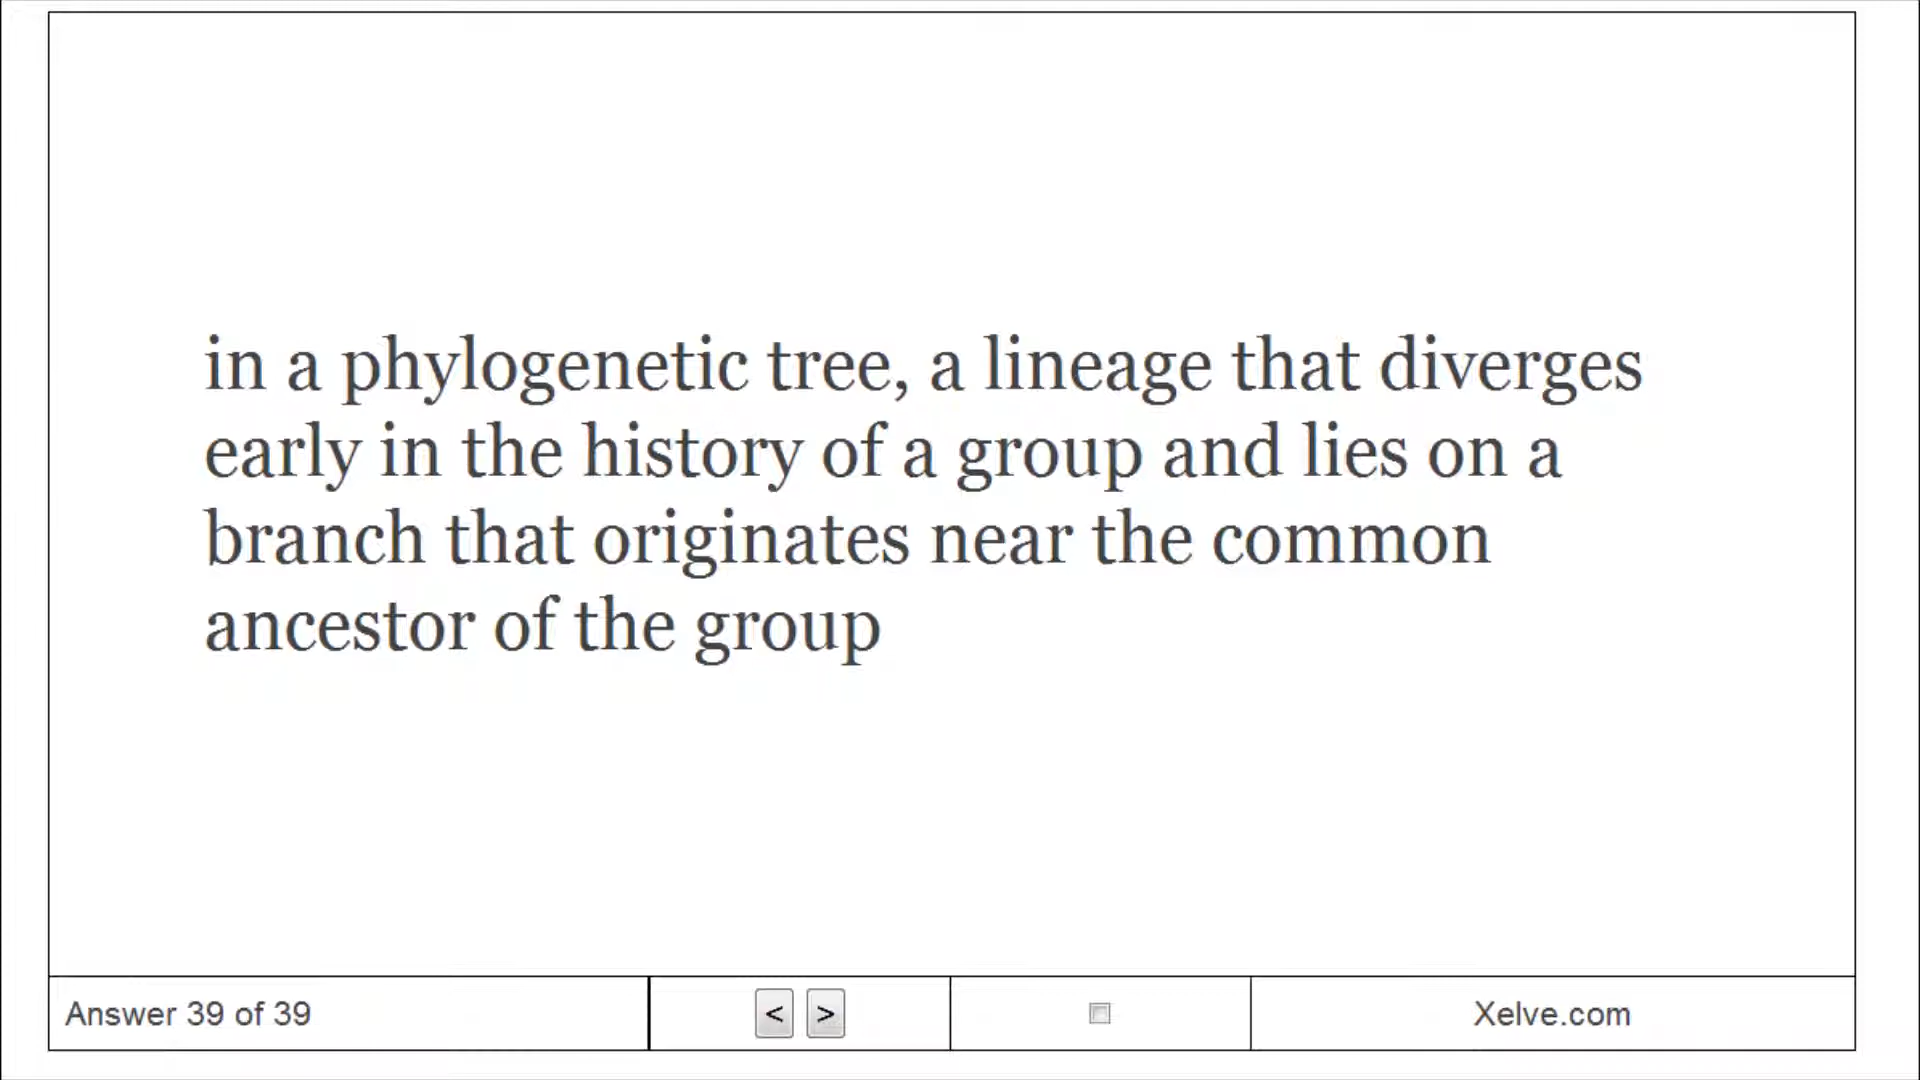 in a phylogenetic tree, a lineage that diverges
early in the history of a group and lies on a
branch that originates near the common
ancestor of the group
Answer 39 of 39
< >
Xelve.com